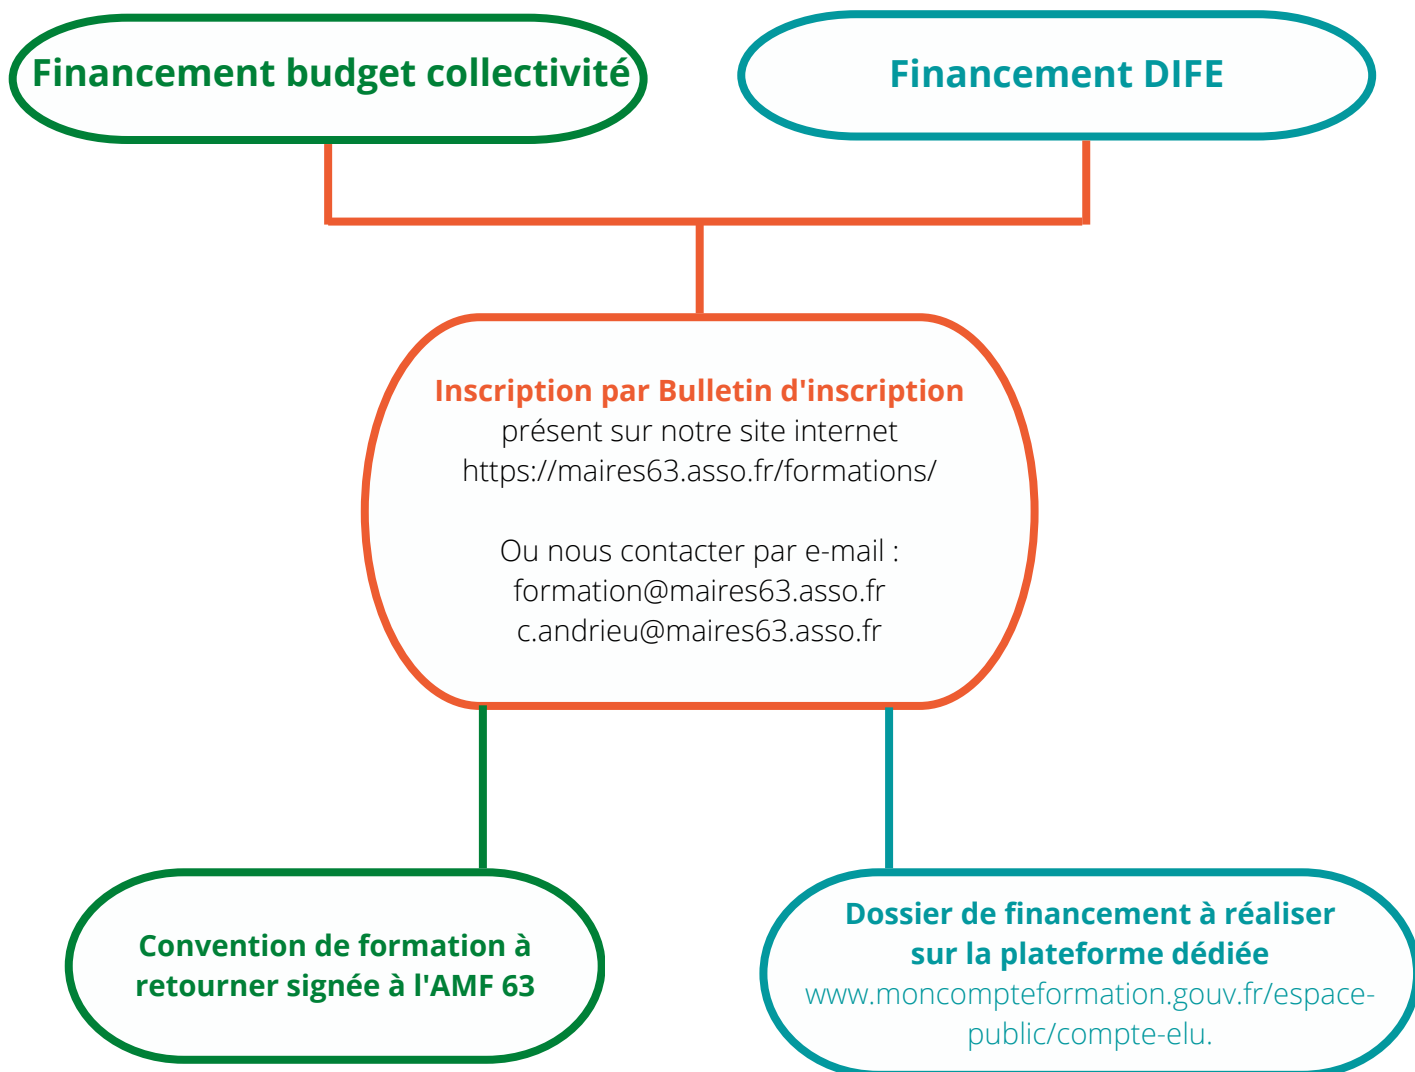 Financement budget collectivité
Financement DIFE
Inscription par Bulletin d'inscription
présent sur notre site internet
https://maires63.asso.fr/formations/
Ou nous contacter par e-mail :
formation@maires63.asso.fr
c.andrieu@maires63.asso.fr
Convention de formation à
retourner signée à l'AMF 63
Dossier de financement à réaliser
sur la plateforme dédiée
www.moncompteformation.gouv.fr/espace-
public/compte-elu.